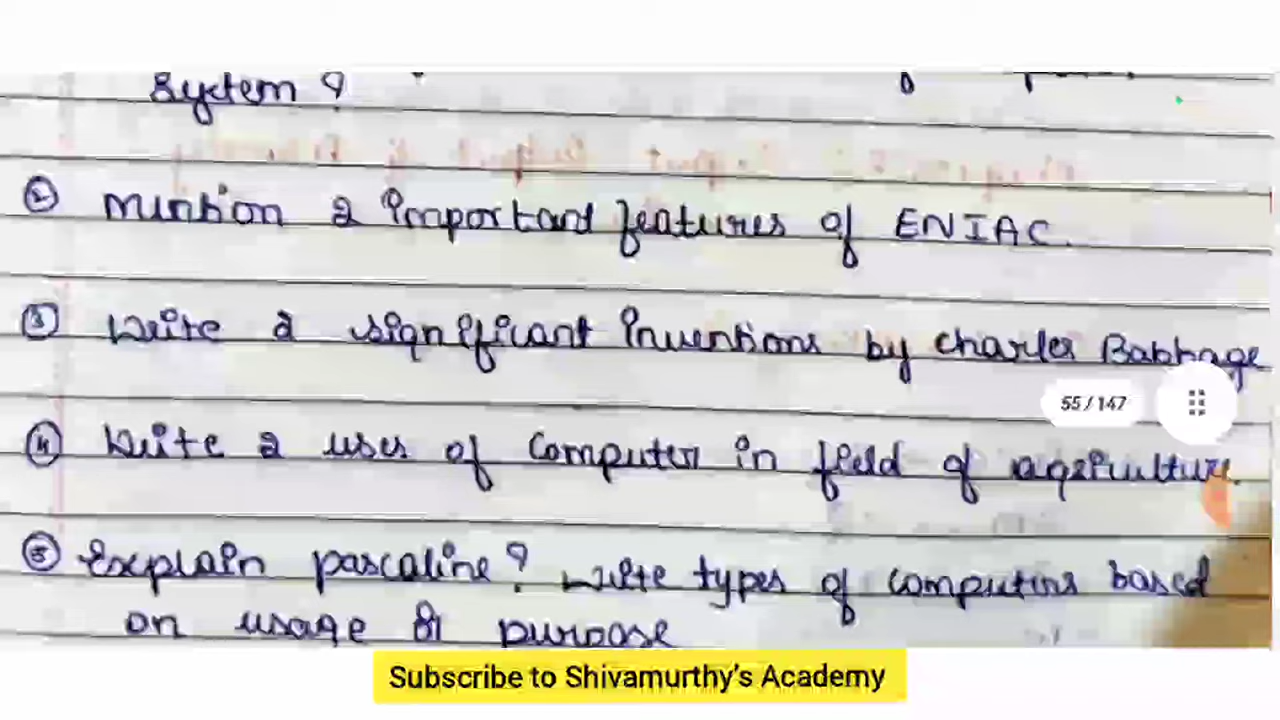 System ?
② Mention 2 important features of ENIAC.
③ Write 2 significant inventions by Charles Babbage
55 / 147
④ Write 2 uses of Computer in field of agriculture.
⑤ Explain pascaline? Write types of computers based
on usage or purpose
Subscribe to Shivamurthy's Academy